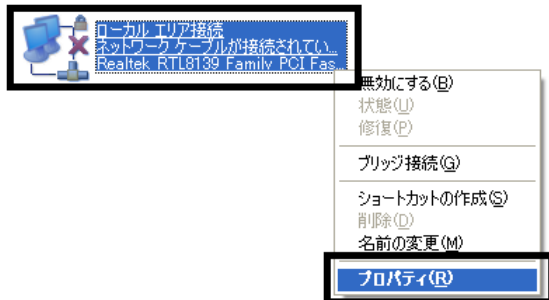 ローカル エリア接続
ネットワーク ケーブルが接続されてい...
Realtek RTL8139 Family PCI Fas...
無効にする(B)
状態(U)
修復(P)
ブリッジ接続(G)
ショートカットの作成(S)
削除(D)
名前の変更(M)
プロパティ(R)